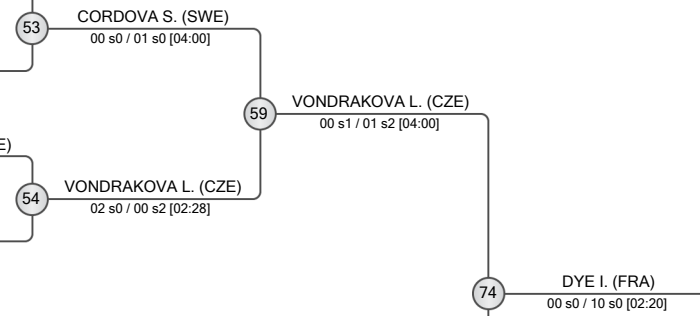 53
CORDOVA S. (SWE)
00 s0 / 01 s0 [04:00]
59
VONDRAKOVA L. (CZE)
00 s1 / 01 s2 [04:00]
E)
54
VONDRAKOVA L. (CZE)
02 s0 / 00 s2 [02:28]
74
DYE I. (FRA)
00 s0 / 10 s0 [02:20]